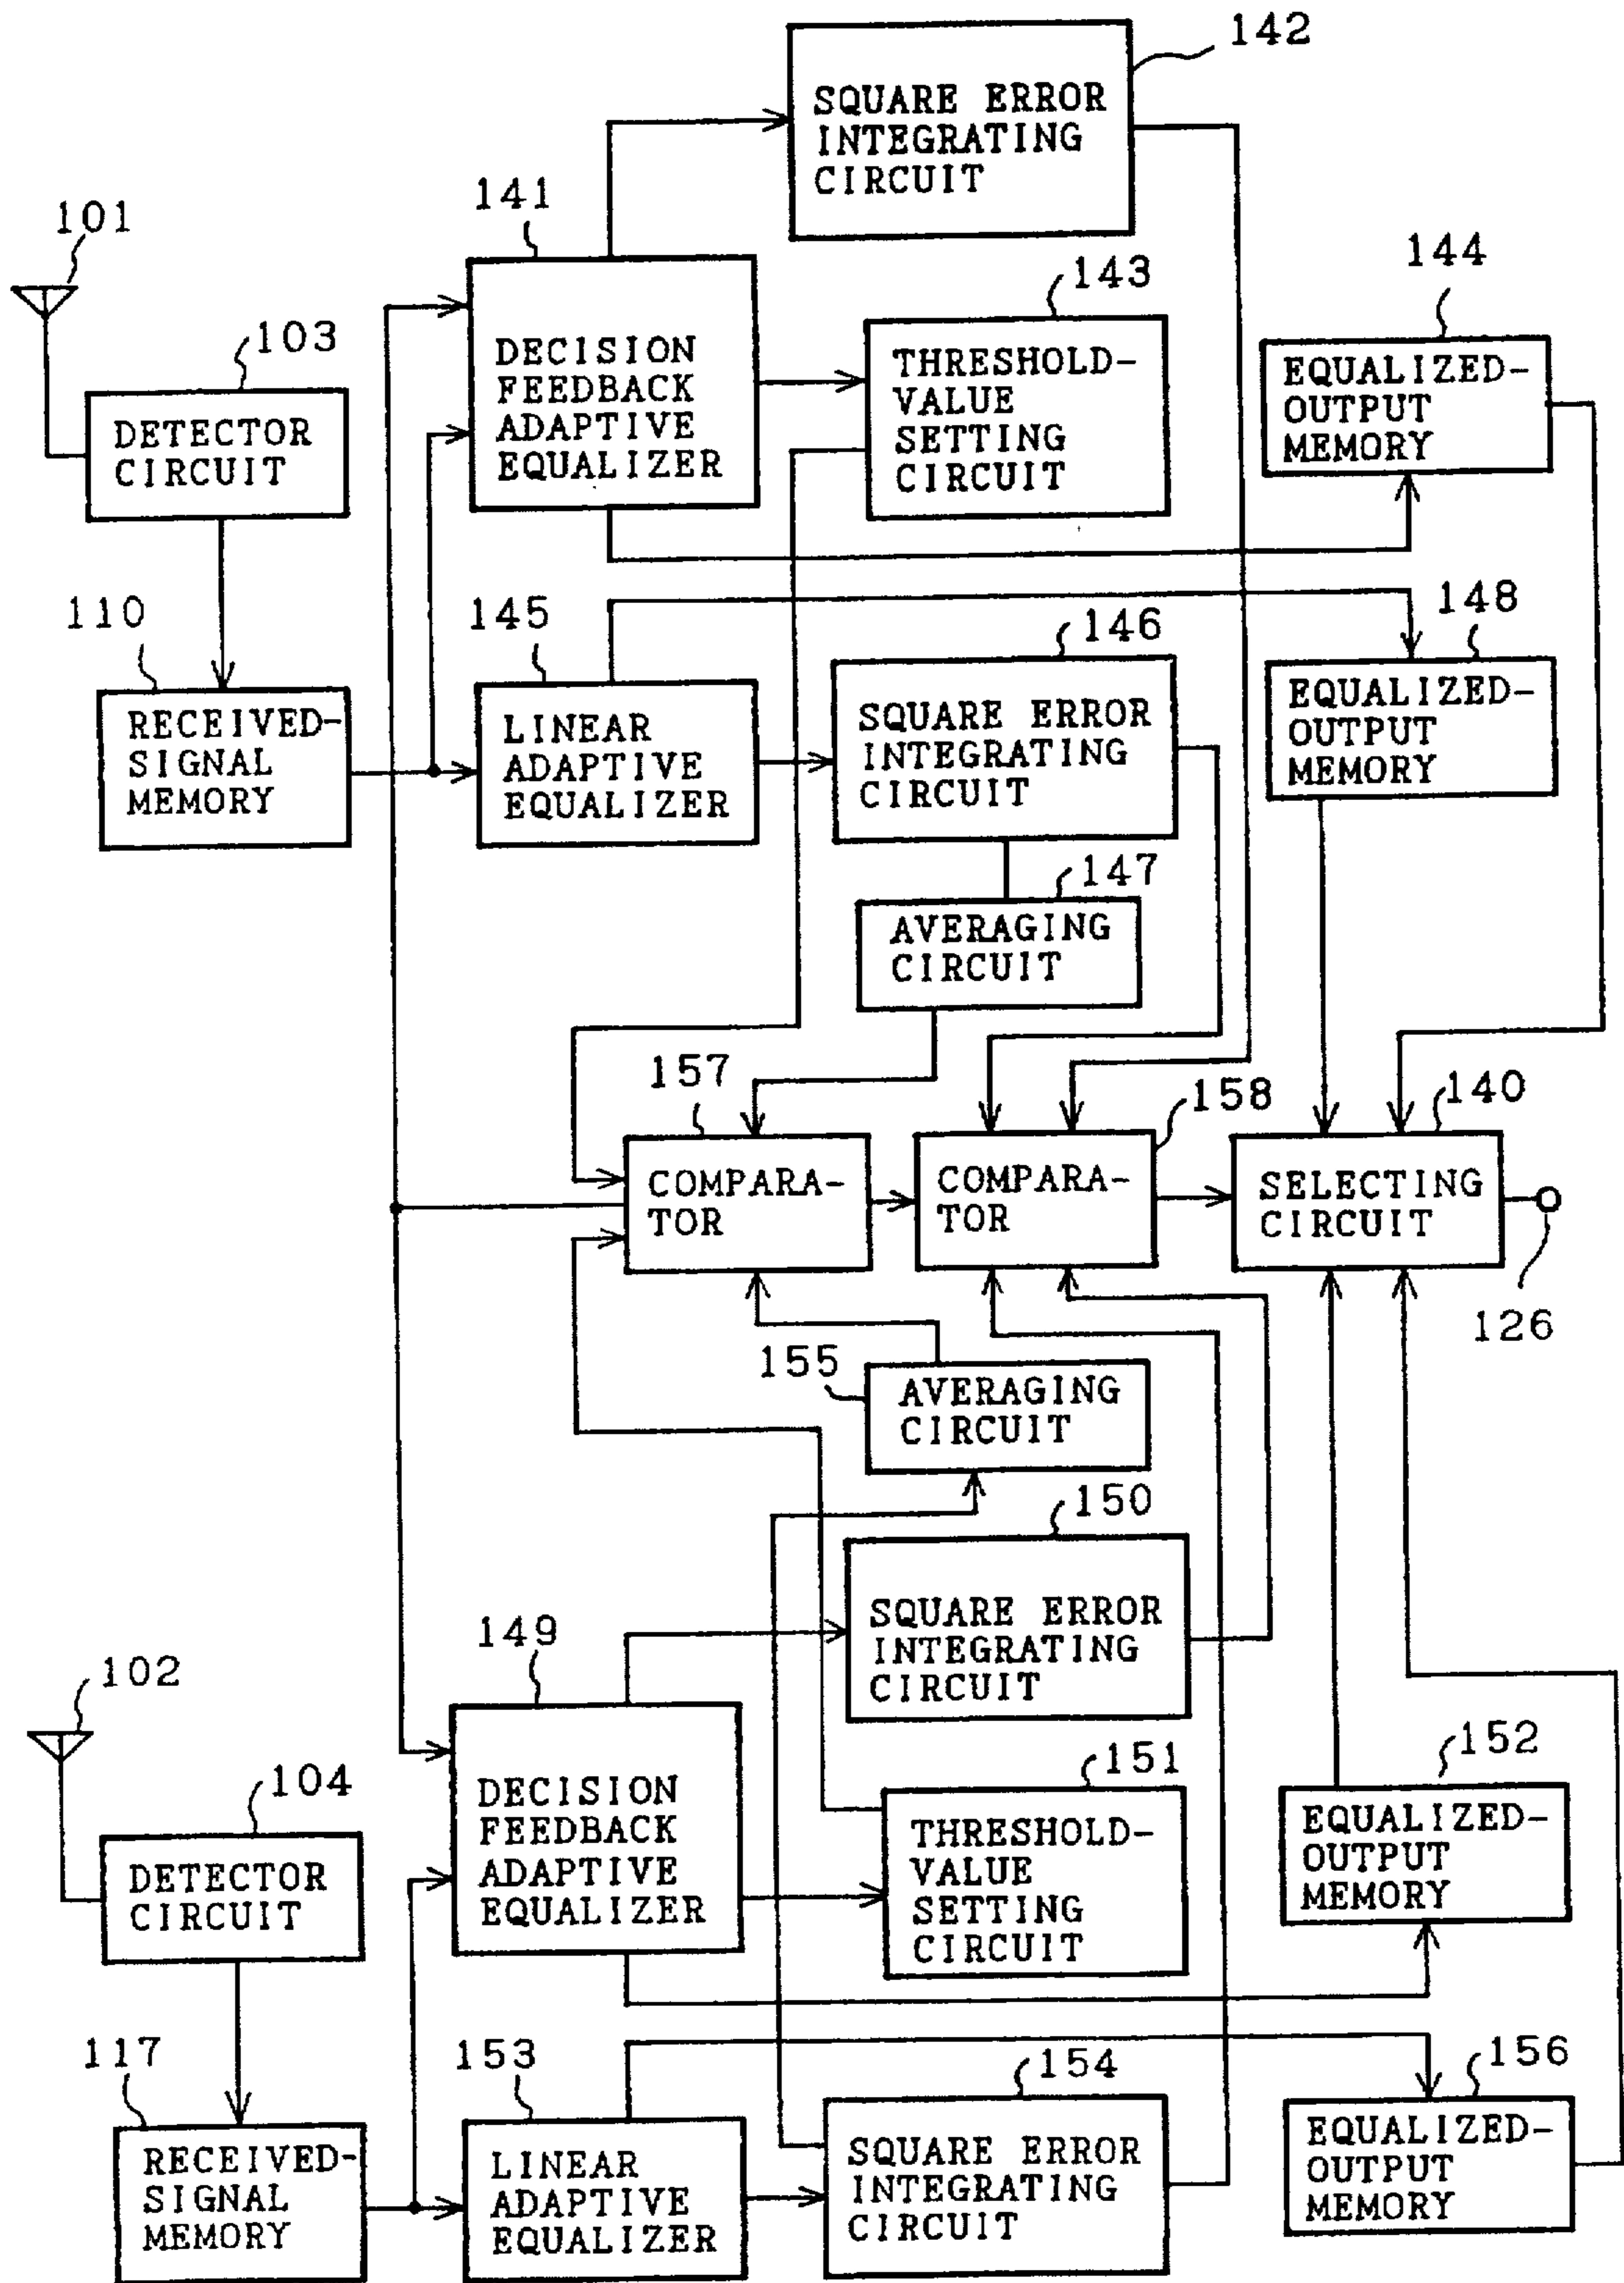 142
SQUARE ERROR
INTEGRATING
CIRCUIT
141
101
144
143
103
DECISION
FEEDBACK
ADAPTIVE
EQUALIZER
THRESHOLD-
VALUE
SETTING
CIRCUIT
EQUALIZED-
OUTPUT
MEMORY
DETECTOR
CIRCUIT
110
145
146
148
RECEIVED-
SIGNAL
MEMORY
LINEAR
ADAPTIVE
EQUALIZER
SQUARE ERROR
INTEGRATING
CIRCUIT
EQUALIZED-
OUTPUT
MEMORY
147
AVERAGING
CIRCUIT
157
158
140
COMPARA-
TOR
COMPARA-
TOR
SELECTING
CIRCUIT
126
155
AVERAGING
CIRCUIT
150
SQUARE ERROR
INTEGRATING
CIRCUIT
149
102
152
151
104
DECISION
FEEDBACK
ADAPTIVE
EQUALIZER
THRESHOLD-
VALUE
SETTING
CIRCUIT
EQUALIZED-
OUTPUT
MEMORY
DETECTOR
CIRCUIT
117
153
154
156
RECEIVED-
SIGNAL
MEMORY
LINEAR
ADAPTIVE
EQUALIZER
SQUARE ERROR
INTEGRATING
CIRCUIT
EQUALIZED-
OUTPUT
MEMORY